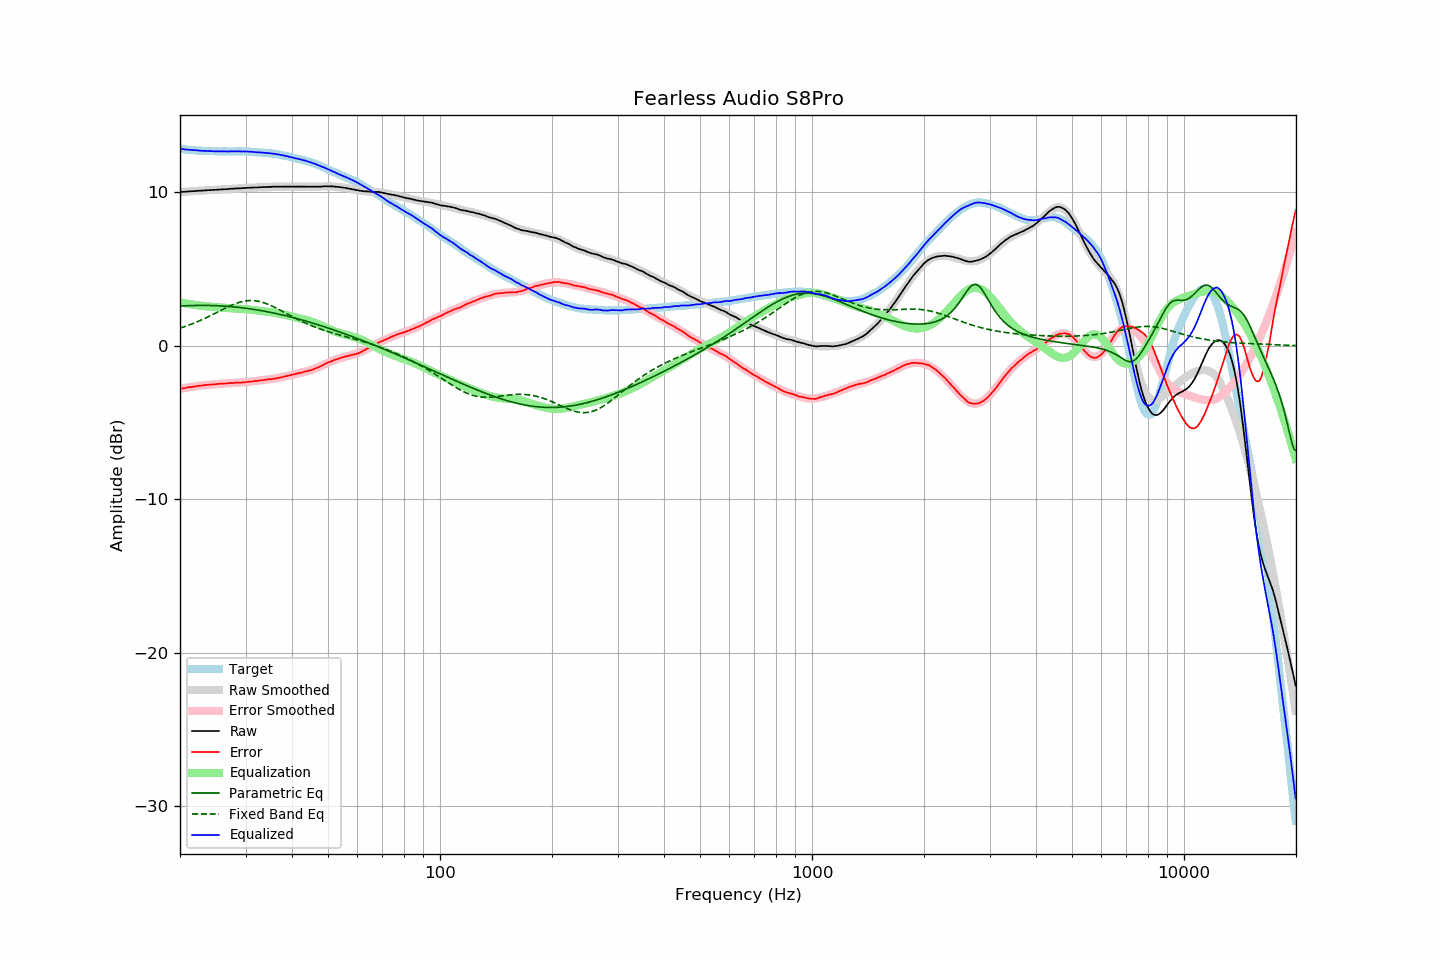 Fearless Audio S8Pro
10
0
−10
−20
−30
Amplitude (dBr)
Target
Raw Smoothed
Error Smoothed
Raw
Error
Equalization
Parametric Eq
Fixed Band Eq
Equalized
100
1000
10000
Frequency (Hz)